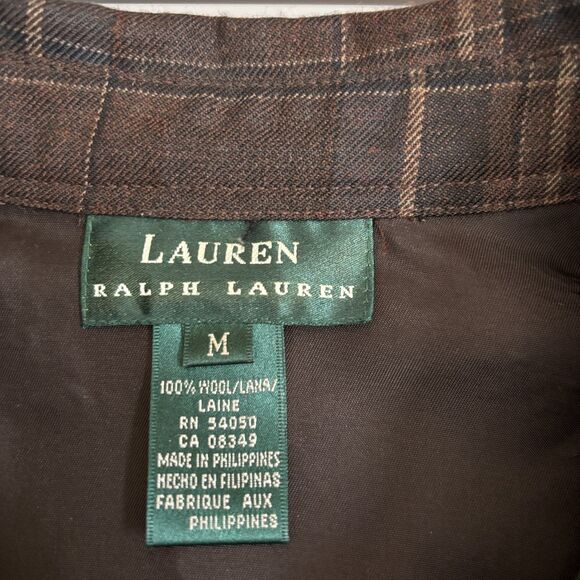 LAUREN
RALPH LAUREN
M
100% WOOL/LANA/
LAINE
RN 54050
CA 08349
MADE IN PHILIPPINES
HECHO EN FILIPINAS
FABRIQUE AUX
PHILIPPINES